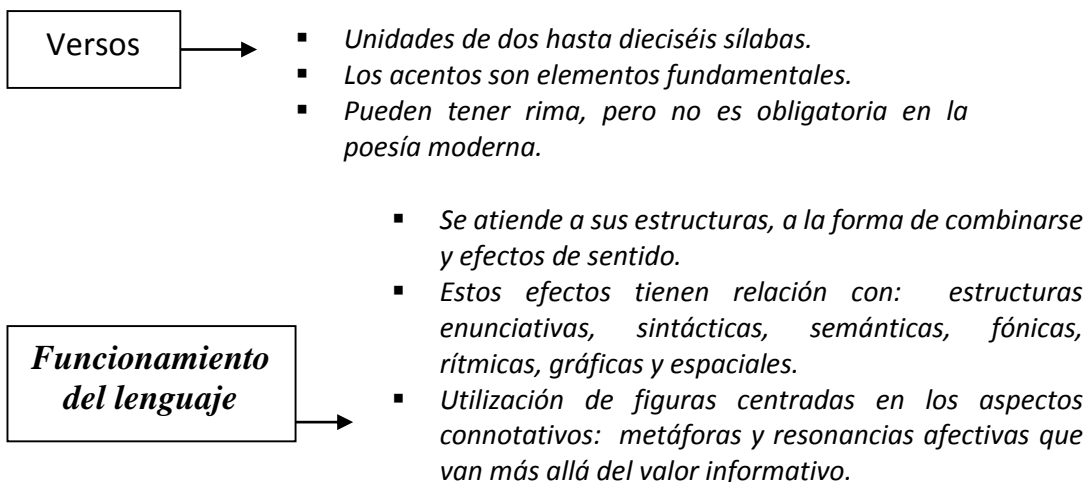 Versos
▪ Unidades de dos hasta dieciséis sílabas.
▪ Los acentos son elementos fundamentales.
▪ Pueden tener rima, pero no es obligatoria en la
poesía moderna.
Funcionamiento
del lenguaje
▪ Se atiende a sus estructuras, a la forma de combinarse
y efectos de sentido.
▪ Estos efectos tienen relación con: estructuras
enunciativas, sintácticas, semánticas, fónicas,
rítmicas, gráficas y espaciales.
▪ Utilización de figuras centradas en los aspectos
connotativos: metáforas y resonancias afectivas que
van más allá del valor informativo.